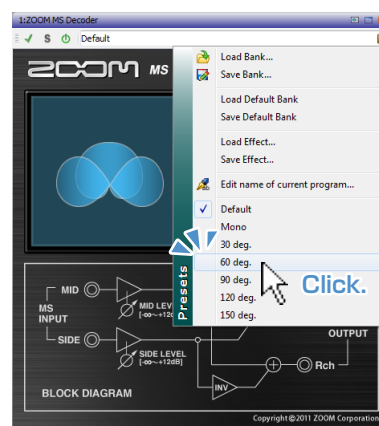 1:ZOOM MS Decoder
S Default
ZOOM MS
Load Bank...
Save Bank...
Load Default Bank
Save Default Bank
Load Effect...
Save Effect...
Edit name of current program...
Default
Mono
30 deg.
60 deg.
90 deg.
120 deg.
150 deg.
Presets
Click.
MID
MID LEV
[-∞~+12d
MS
INPUT
SIDE
SIDE LEVEL
[-∞~+12dB]
OUTPUT
Rch
INV
BLOCK DIAGRAM
Copyright@2011 ZOOM Corporation